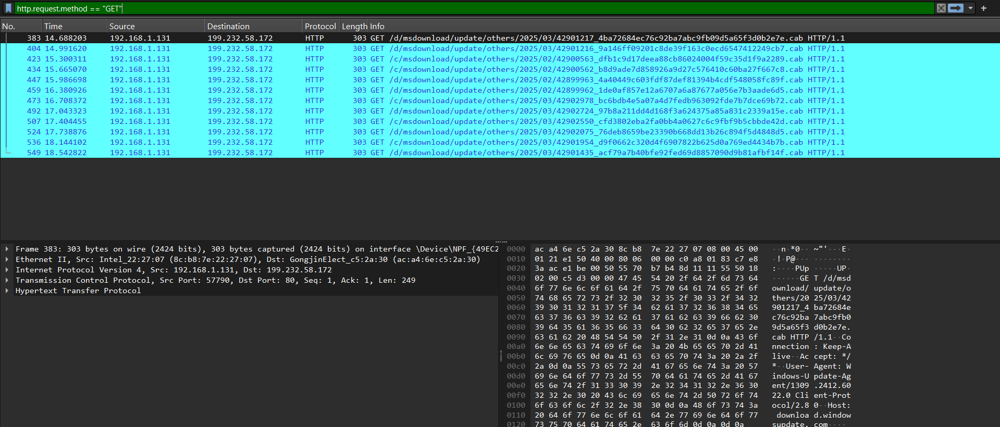 http.request.method == "GET"
No. Time Source Destination Protocol Length Info
383 14.688203 192.168.1.131 199.232.58.172 HTTP 303 GET /d/msdownload/update/others/2025/03/42901217_4ba72684ec76c92ba7abc9fb09d5a65f3d0b2e7e.cab HTTP/1.1
404 14.991620 192.168.1.131 199.232.58.172 HTTP 303 GET /d/msdownload/update/others/2025/03/42901216_9a146ff09201c8de39f163c0ecd6547412249cb7.cab HTTP/1.1
423 15.300311 192.168.1.131 199.232.58.172 HTTP 303 GET /c/msdownload/update/others/2025/02/42900563_dfb1c9d17deea88cb86024004f59c35d1f9a2289.cab HTTP/1.1
434 15.665070 192.168.1.131 199.232.58.172 HTTP 303 GET /c/msdownload/update/others/2025/02/42900562_b8d9ade7d858926a9d27c576410c60ba27f667c8.cab HTTP/1.1
447 15.986698 192.168.1.131 199.232.58.172 HTTP 303 GET /d/msdownload/update/others/2025/02/42899963_4a40449c603fdf87def81394b4cdf548058fc89f.cab HTTP/1.1
459 16.380926 192.168.1.131 199.232.58.172 HTTP 303 GET /d/msdownload/update/others/2025/02/42899962_1de0af857e12a6707a6a87677a056e7b3aade6d5.cab HTTP/1.1
473 16.708372 192.168.1.131 199.232.58.172 HTTP 303 GET /c/msdownload/update/others/2025/03/42902978_bc6bdb4e5a07a4d7fedb963092fde7b7dce69b72.cab HTTP/1.1
492 17.043323 192.168.1.131 199.232.58.172 HTTP 303 GET /d/msdownload/update/others/2025/03/42902724_97b8a211dd4d168f3a624375a85a831c2339a15e.cab HTTP/1.1
507 17.404455 192.168.1.131 199.232.58.172 HTTP 303 GET /c/msdownload/update/others/2025/03/42902550_cfd3802eba2fa0bb4a0627c6c9fbf9b5cbbde42d.cab HTTP/1.1
524 17.738876 192.168.1.131 199.232.58.172 HTTP 303 GET /d/msdownload/update/others/2025/03/42902075_76deb8659be23390b668dd13b26c894f5d4848d5.cab HTTP/1.1
536 18.144102 192.168.1.131 199.232.58.172 HTTP 303 GET /c/msdownload/update/others/2025/03/42901954_d9f0662c320d4f6907822b625d0a769ed4434b7b.cab HTTP/1.1
549 18.542822 192.168.1.131 199.232.58.172 HTTP 303 GET /d/msdownload/update/others/2025/03/42901435_acf79a7b40bfe92fed69d8857090d9b81afbf14f.cab HTTP/1.1
Frame 383: 303 bytes on wire (2424 bits), 303 bytes captured (2424 bits) on interface \Device\NPF_{49EC2
Ethernet II, Src: Intel_22:27:07 (8c:b8:7e:22:27:07), Dst: GongjinElect_c5:2a:30 (ac:a4:6e:c5:2a:30)
Internet Protocol Version 4, Src: 192.168.1.131, Dst: 199.232.58.172
Transmission Control Protocol, Src Port: 57790, Dst Port: 80, Seq: 1, Ack: 1, Len: 249
Hypertext Transfer Protocol
0000 ac a4 6e c5 2a 30 8c b8 7e 22 27 07 08 00 45 00 ··n·*0·· ~"'···E·
0010 01 21 e1 50 40 00 80 06 00 00 c0 a8 01 83 c7 e8 ·!·P@··· ········
0020 3a ac e1 be 00 50 55 70 b7 b4 8d 11 11 55 50 18 :····PUp ·····UP·
0030 02 00 c5 d3 00 00 47 45 54 20 2f 64 2f 6d 73 64 ······GE T /d/msd
0040 6f 77 6e 6c 6f 61 64 2f 75 70 64 61 74 65 2f 6f ownload/ update/o
0050 74 68 65 72 73 2f 32 30 32 35 2f 30 33 2f 34 32 thers/20 25/03/42
0060 39 30 31 32 31 37 5f 34 62 61 37 32 36 38 34 65 901217_4 ba72684e
0070 63 37 36 63 39 32 62 61 37 61 62 63 39 66 62 30 c76c92ba 7abc9fb0
0080 39 64 35 61 36 35 66 33 64 30 62 32 65 37 65 2e 9d5a65f3 d0b2e7e.
0090 63 61 62 20 48 54 54 50 2f 31 2e 31 0d 0a 43 6f cab HTTP /1.1··Co
00a0 6e 6e 65 63 74 69 6f 6e 3a 20 4b 65 65 70 2d 41 nnection : Keep-A
00b0 6c 69 76 65 0d 0a 41 63 63 65 70 74 3a 20 2a 2f live··Ac cept: */
00c0 2a 0d 0a 55 73 65 72 2d 41 67 65 6e 74 3a 20 57 *··User- Agent: W
00d0 69 6e 64 6f 77 73 2d 55 70 64 61 74 65 2d 41 67 indows-U pdate-Ag
00e0 65 6e 74 2f 31 33 30 39 2e 32 34 31 32 2e 36 30 ent/1309 .2412.60
00f0 32 32 2e 30 20 43 6c 69 65 6e 74 2d 50 72 6f 74 22.0 Cli ent-Prot
0100 6f 63 6f 6c 2f 32 2e 38 30 0d 0a 48 6f 73 74 3a ocol/2.8 0··Host:
0110 20 64 6f 77 6e 6c 6f 61 64 2e 77 69 6e 64 6f 77 downloa d.window
0120 73 75 70 64 61 74 65 2e 63 6f 6d 0d 0a 0d 0a supdate. com····